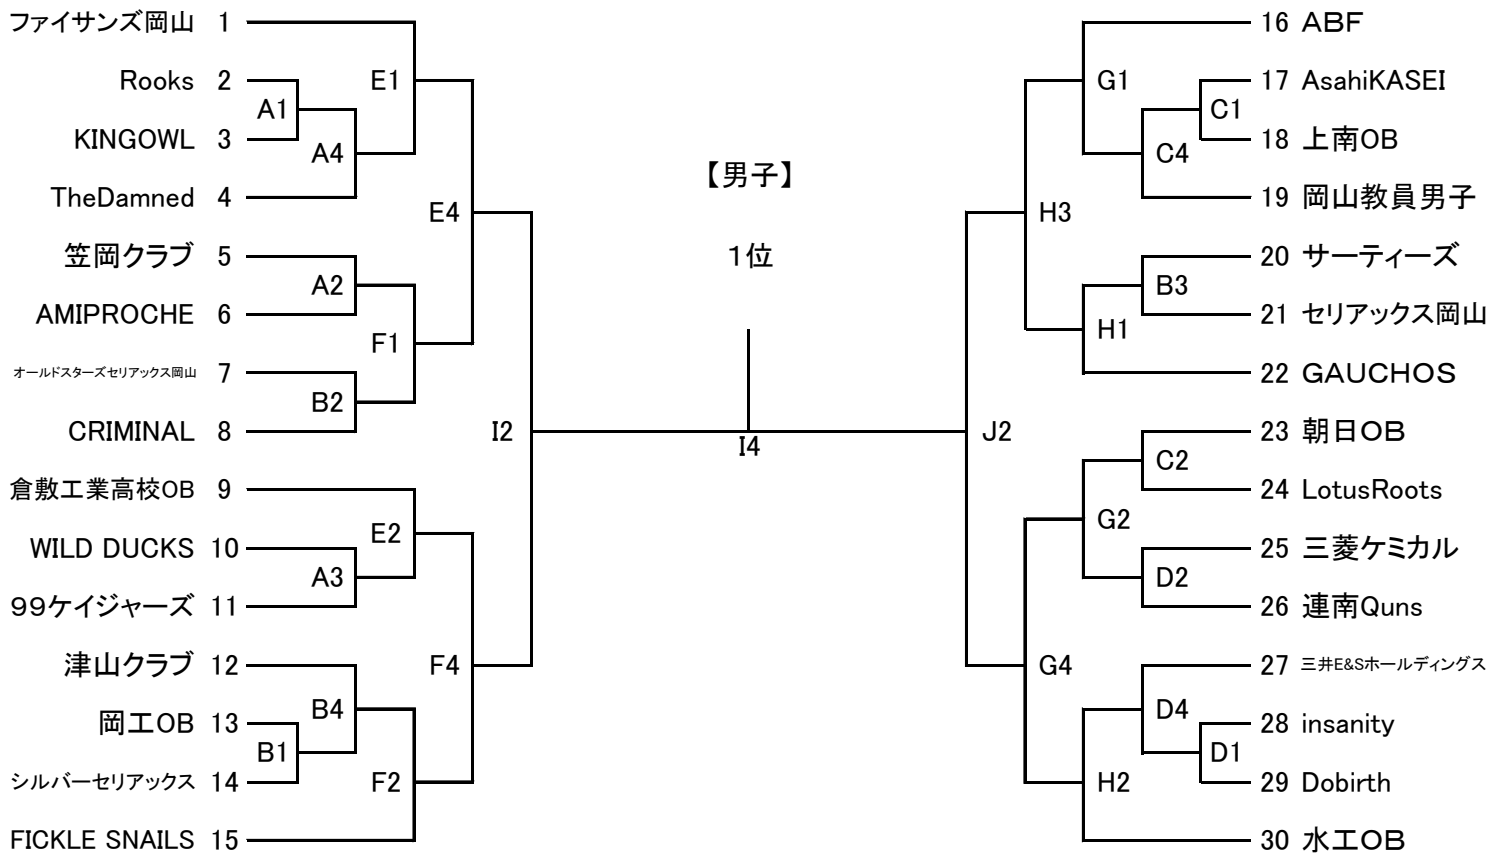 ファイサンズ岡山 1
Rooks 2
KINGOWL 3
TheDamned 4
笠岡クラブ 5
AMIPROCHE 6
オールドスターズセリアックス岡山 7
CRIMINAL 8
倉敷工業高校OB 9
WILD DUCKS 10
99ケイジャーズ 11
津山クラブ 12
岡工OB 13
シルバーセリアックス 14
FICKLE SNAILS 15
A1
A4
E1
A2
B2
F1
E4
A3
E2
B1
B4
F2
F4
I2
【男子】
1位
I4
J2
H3
G1
C4
C1
B3
H1
C2
G2
D2
G4
D4
D1
H2
16 ABF
17 AsahiKASEI
18 上南OB
19 岡山教員男子
20 サーティーズ
21 セリアックス岡山
22 GAUCHOS
23 朝日OB
24 LotusRoots
25 三菱ケミカル
26 連南Quns
27 三井E&Sホールディングス
28 insanity
29 Dobirth
30 水工OB